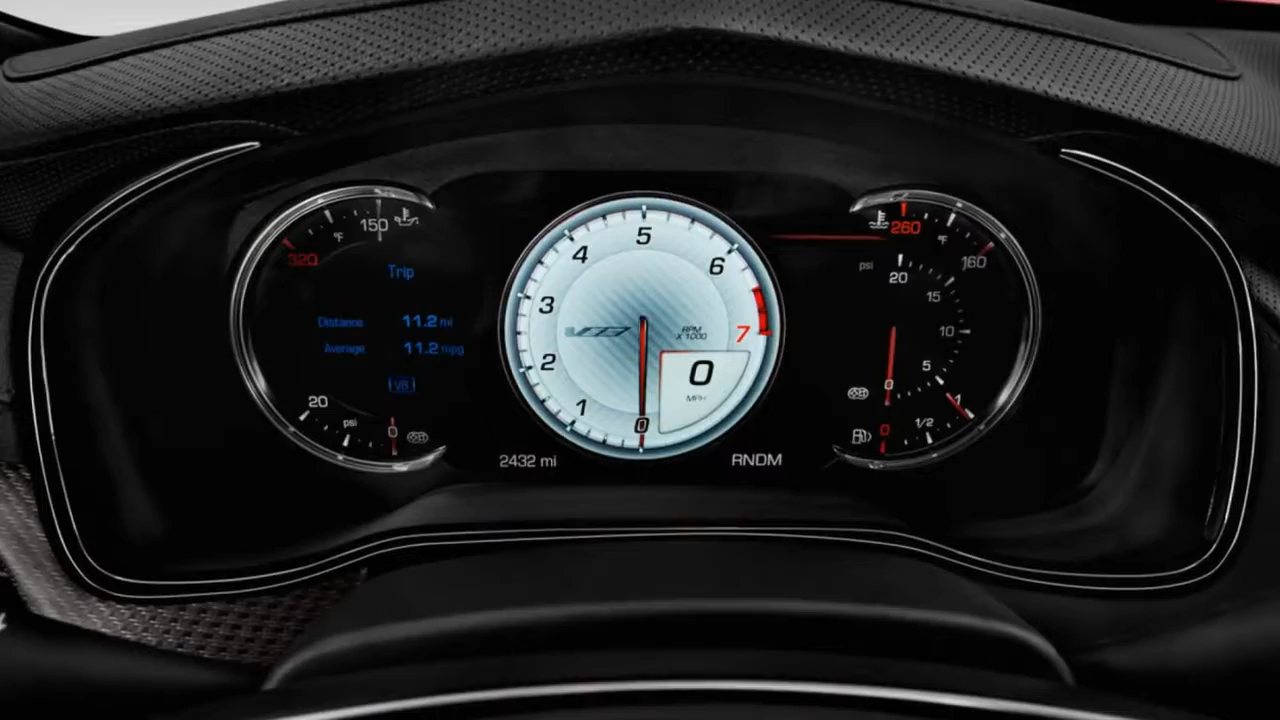 150
°F
320
Trip
Distance 11.2 mi
Average 11.2 mpg
V8
20
psi
0
5
4
6
3
7
RPM
X 1000
2
0
MPH
1
0
2432 mi
RNDM
260
°F
160
psi
20
15
10
5
0
1
1/2
0